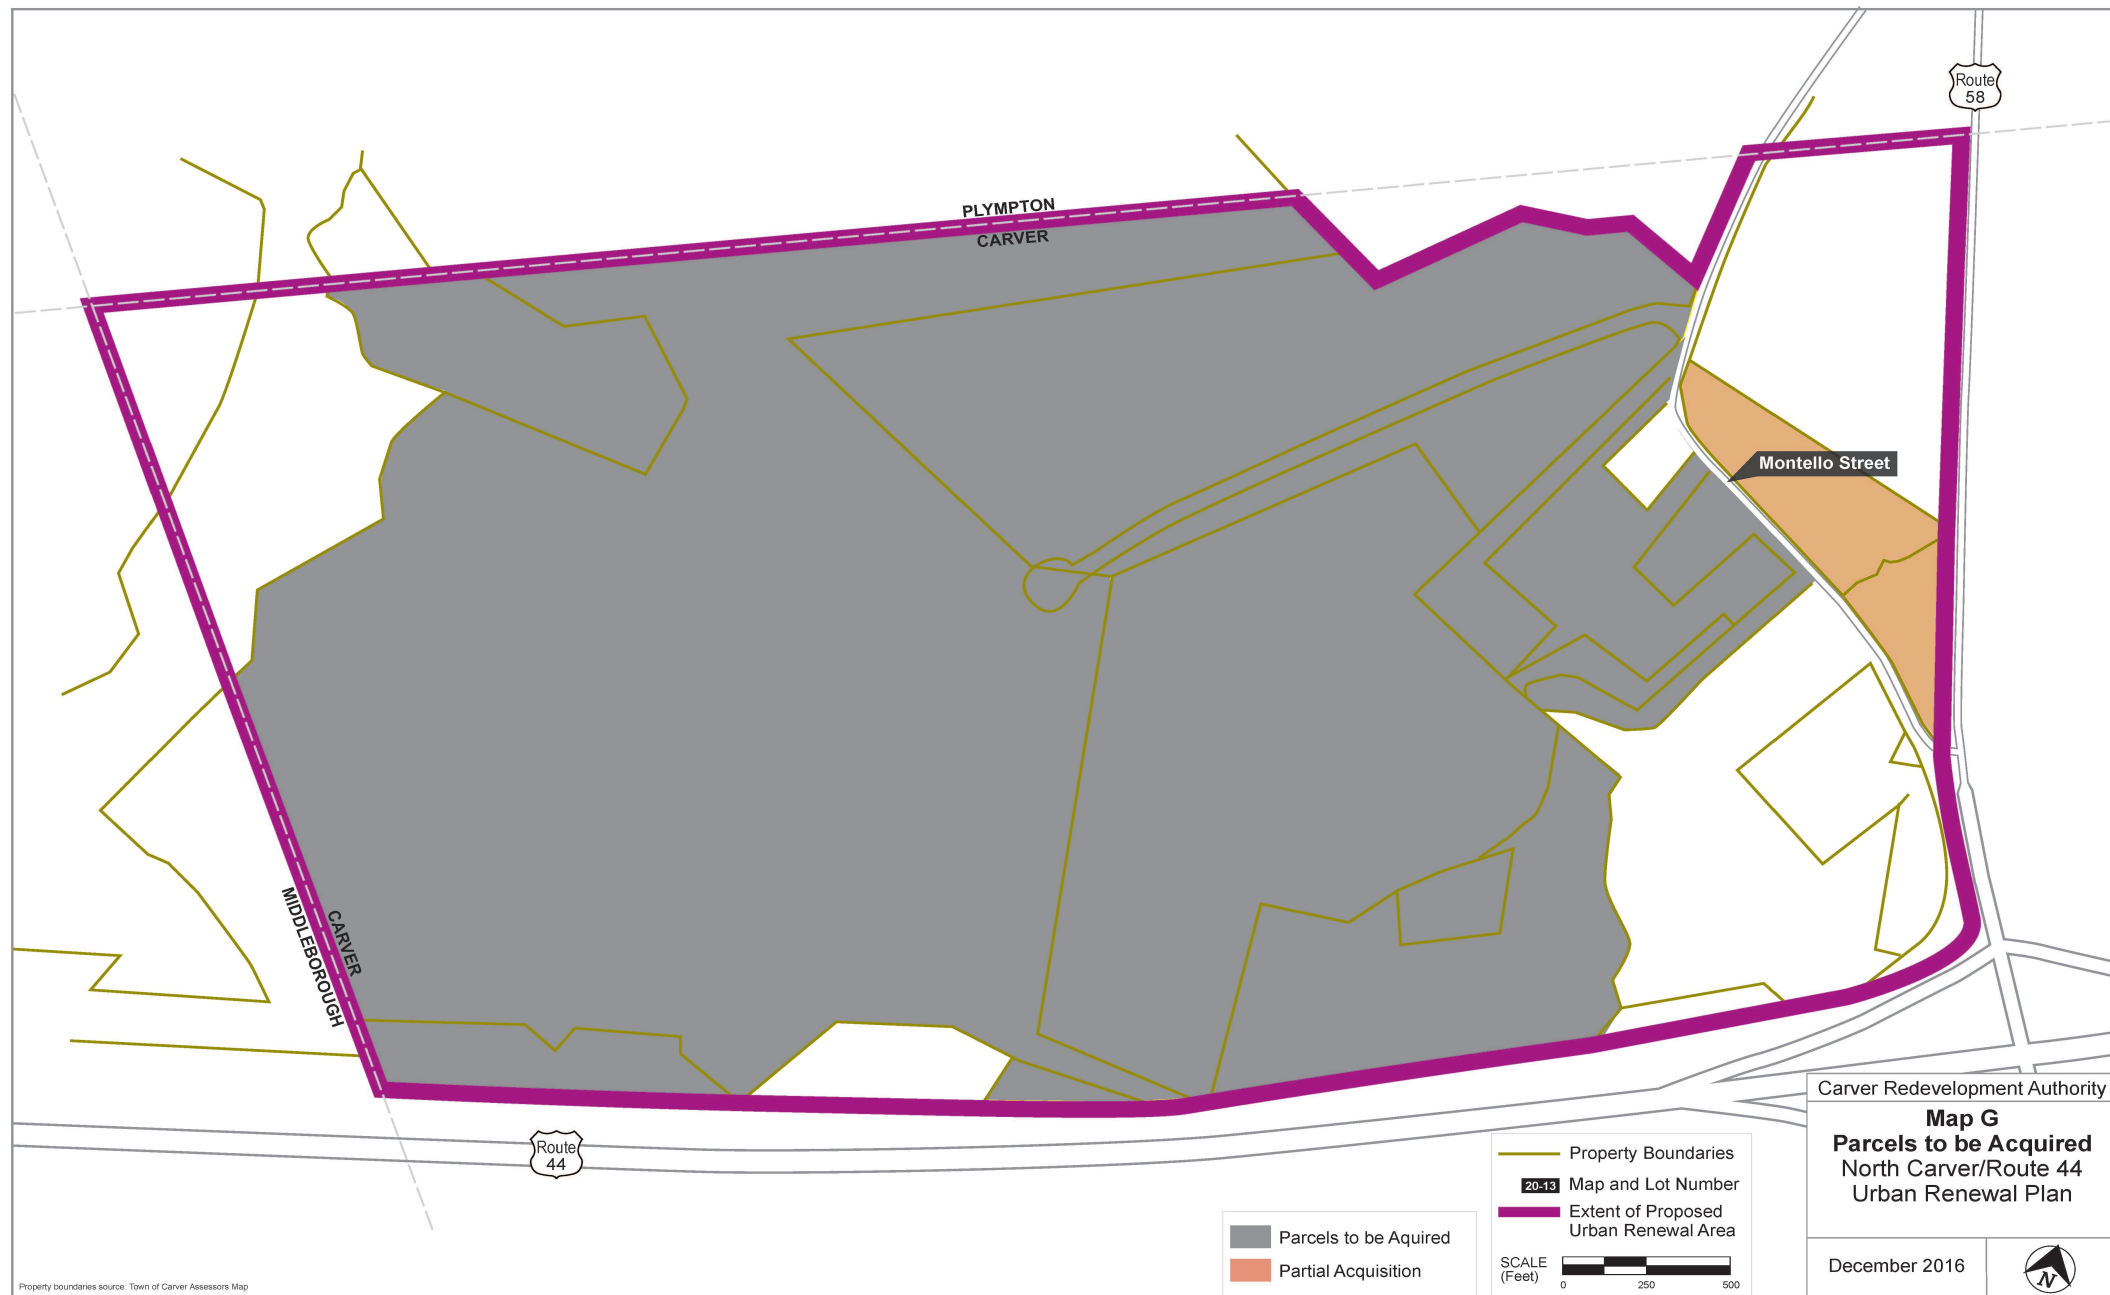 Route
58
PLYMPTON
CARVER
Montello Street
MIDDLEBOROUGH
CARVER
Route
44
Property Boundaries
20-13 Map and Lot Number
Extent of Proposed
Urban Renewal Area
SCALE
(Feet)
0 250 500
Parcels to be Aquired
Partial Acquisition
Carver Redevelopment Authority
Map G
Parcels to be Acquired
North Carver/Route 44
Urban Renewal Plan
December 2016
N
Property boundaries source: Town of Carver Assessors Map